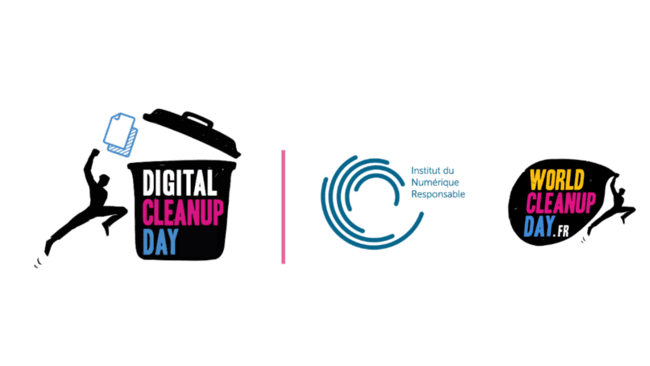 DIGITAL
CLEANUP
DAY
Institut du
Numérique
Responsable
WORLD
CLEANUP
DAY.FR